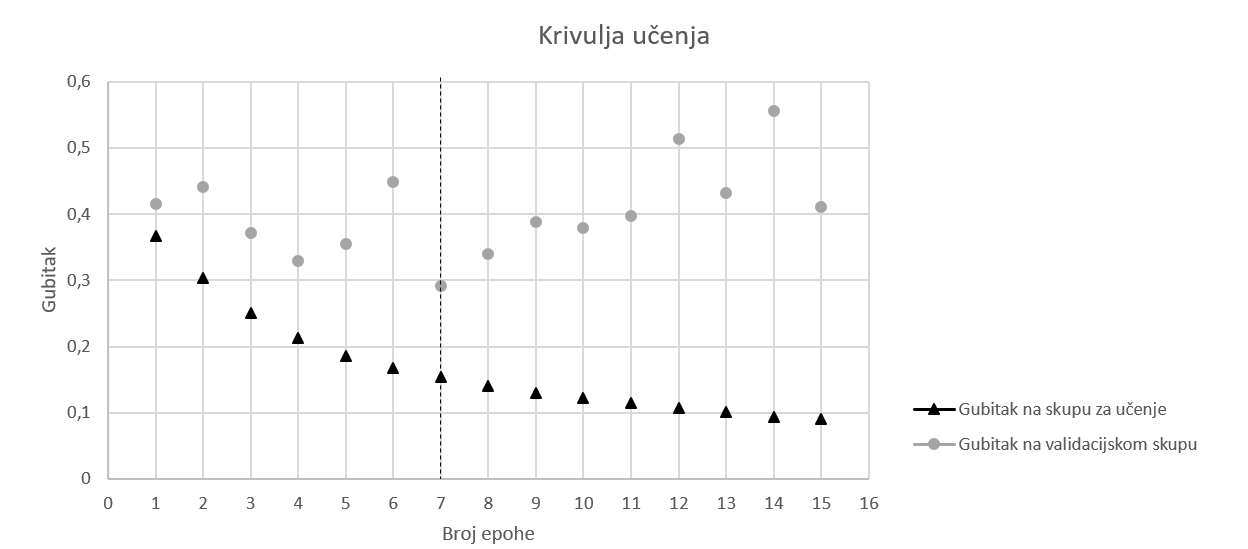 Krivulja učenja
0,6
0,5
0,4
0,3
0,2
0,1
0
Gubitak
0 1 2 3 4 5 6 7 8 9 10 11 12 13 14 15 16
Broj epohe
Gubitak na skupu za učenje
Gubitak na validacijskom skupu